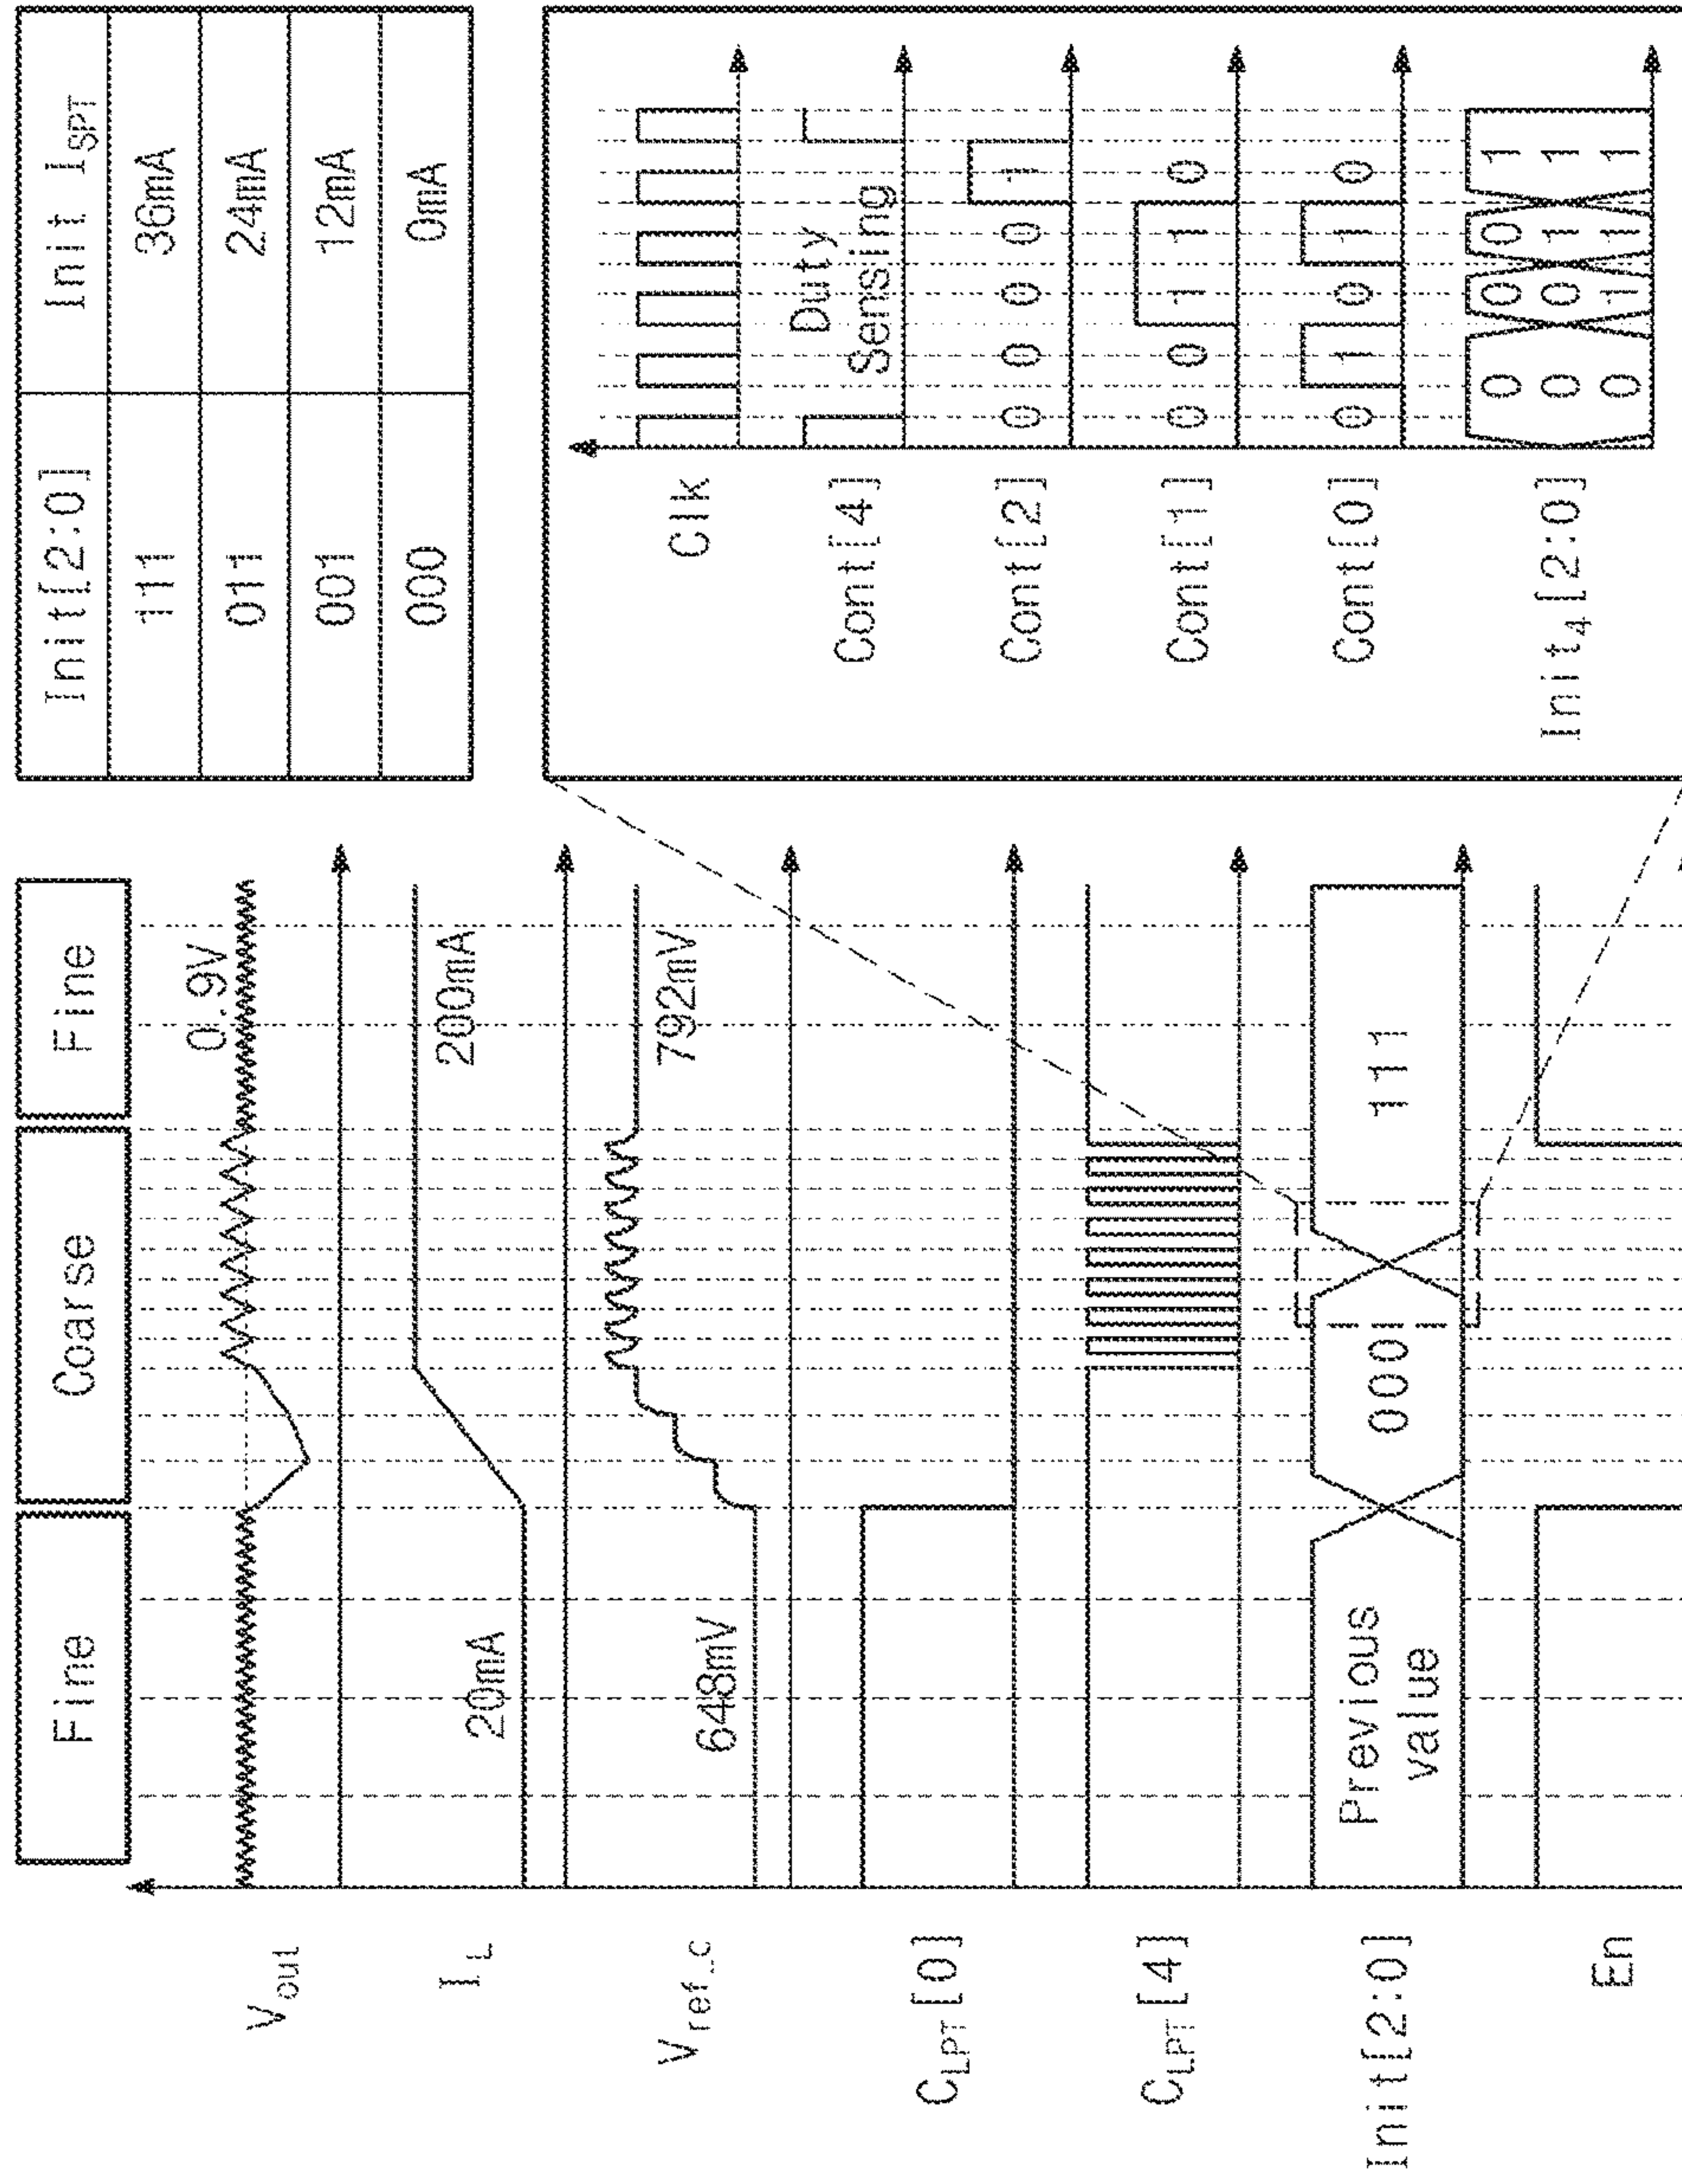 Fine
Coarse
Fine
Vout
0.9V
IL
20mA
200mA
Vref_c
648mV
792mV
CLPT[0]
CLPT[4]
Init[2:0]
Previous
value
000
111
En
Init[2:0] Init ISPT
111 36mA
011 24mA
001 12mA
000 0mA
Clk
Cont[4]
Duty
Sensing
Cont[2] 0 0 0 0 1
Cont[1] 0 0 1 1 0
Cont[0] 0 1 0 1 0
Init4[2:0]
0 0 0 1
0 0 1 1
0 1 1 1